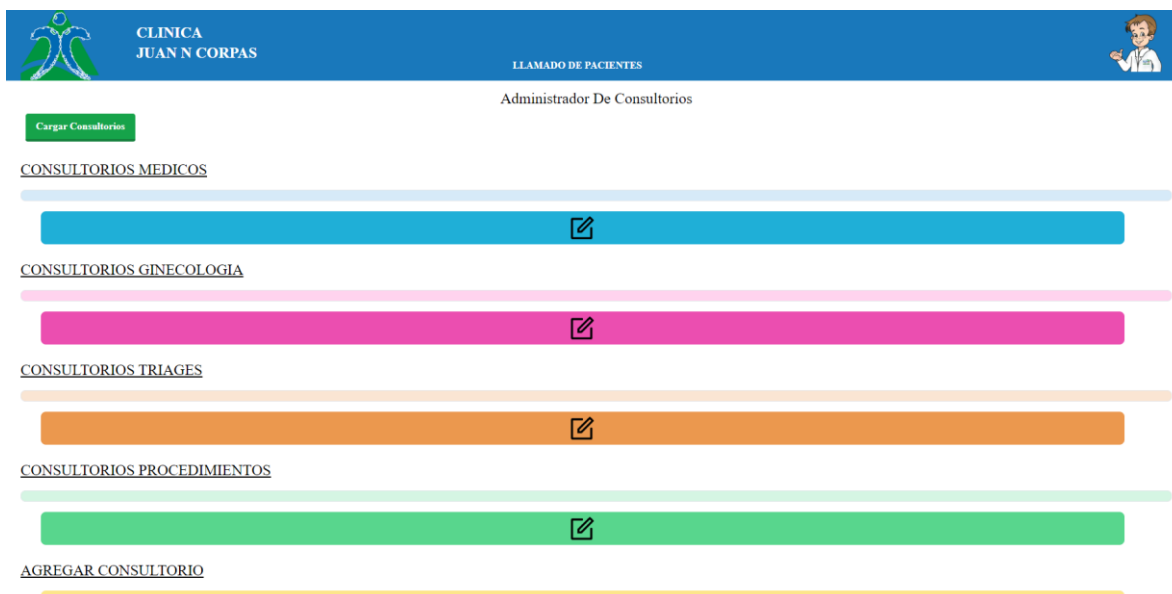 CLINICA
JUAN N CORPAS
LLAMADO DE PACIENTES
Administrador De Consultorios
Cargar Consultorios
CONSULTORIOS MEDICOS
CONSULTORIOS GINECOLOGIA
CONSULTORIOS TRIAGES
CONSULTORIOS PROCEDIMIENTOS
AGREGAR CONSULTORIO